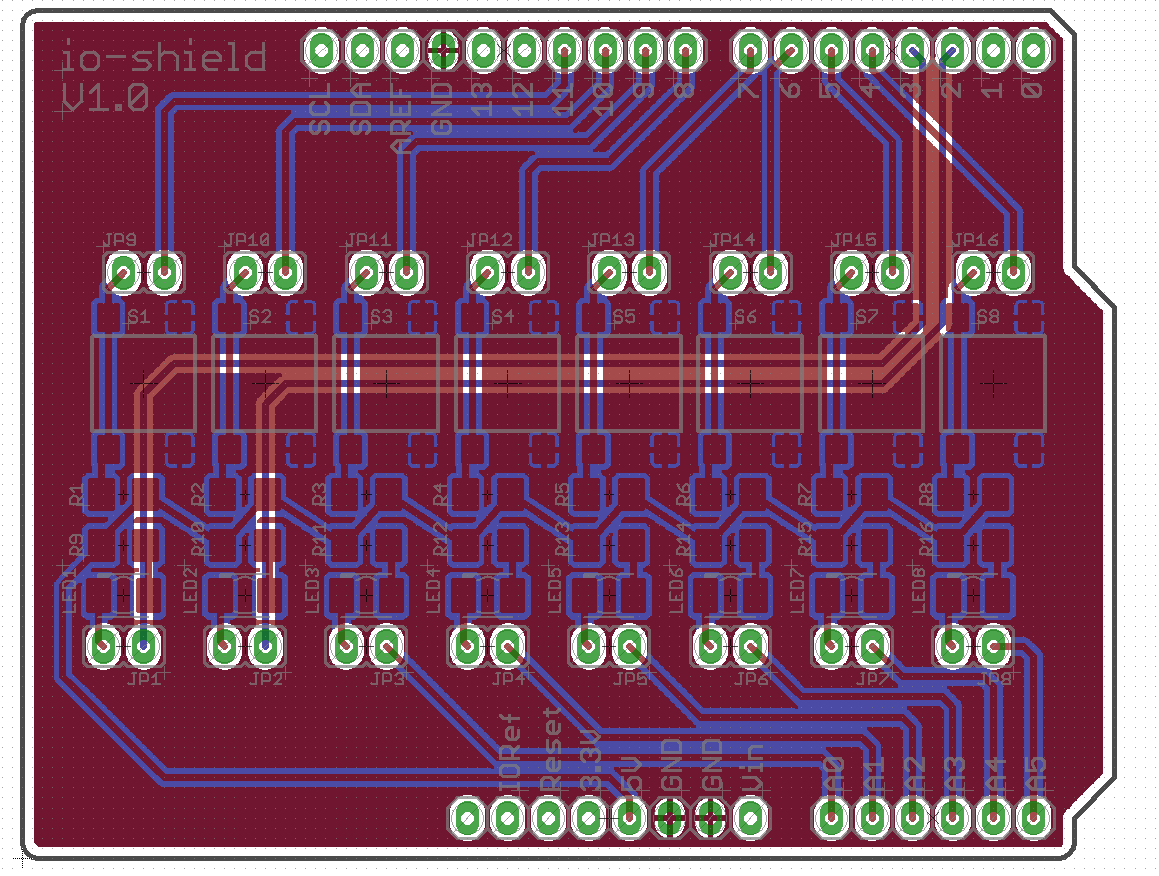 io-shield
V1.0
SCL SDA AREF GND 13 12 11 10 9 8 7 6 5 4 3 2 1 0
JP9 JP10 JP11 JP12 JP13 JP14 JP15 JP16
S1 S2 S3 S4 S5 S6 S7 S8
R1 R2 R3 R4 R5 R6 R7 R8
R9 R10 R11 R12 R13 R14 R15 R16
LED1 LED2 LED3 LED4 LED5 LED6 LED7 LED8
JP1 JP2 JP3 JP4 JP5 JP6 JP7 JP8
IORef Reset 3.3V 5V GND GND Vin A0 A1 A2 A3 A4 A5